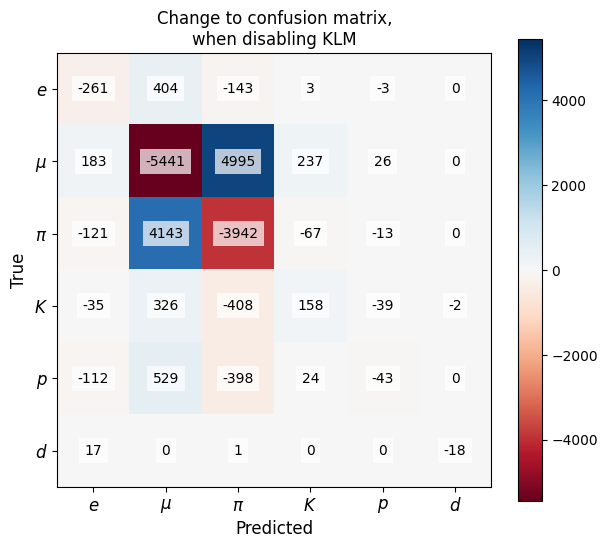 Change to confusion matrix,
when disabling KLM
e -261 404 -143 3 -3 0
μ 183 -5441 4995 237 26 0
π -121 4143 -3942 -67 -13 0
K -35 326 -408 158 -39 -2
p -112 529 -398 24 -43 0
d 17 0 1 0 0 -18
e μ π K p d
Predicted
True
4000
2000
0
−2000
−4000